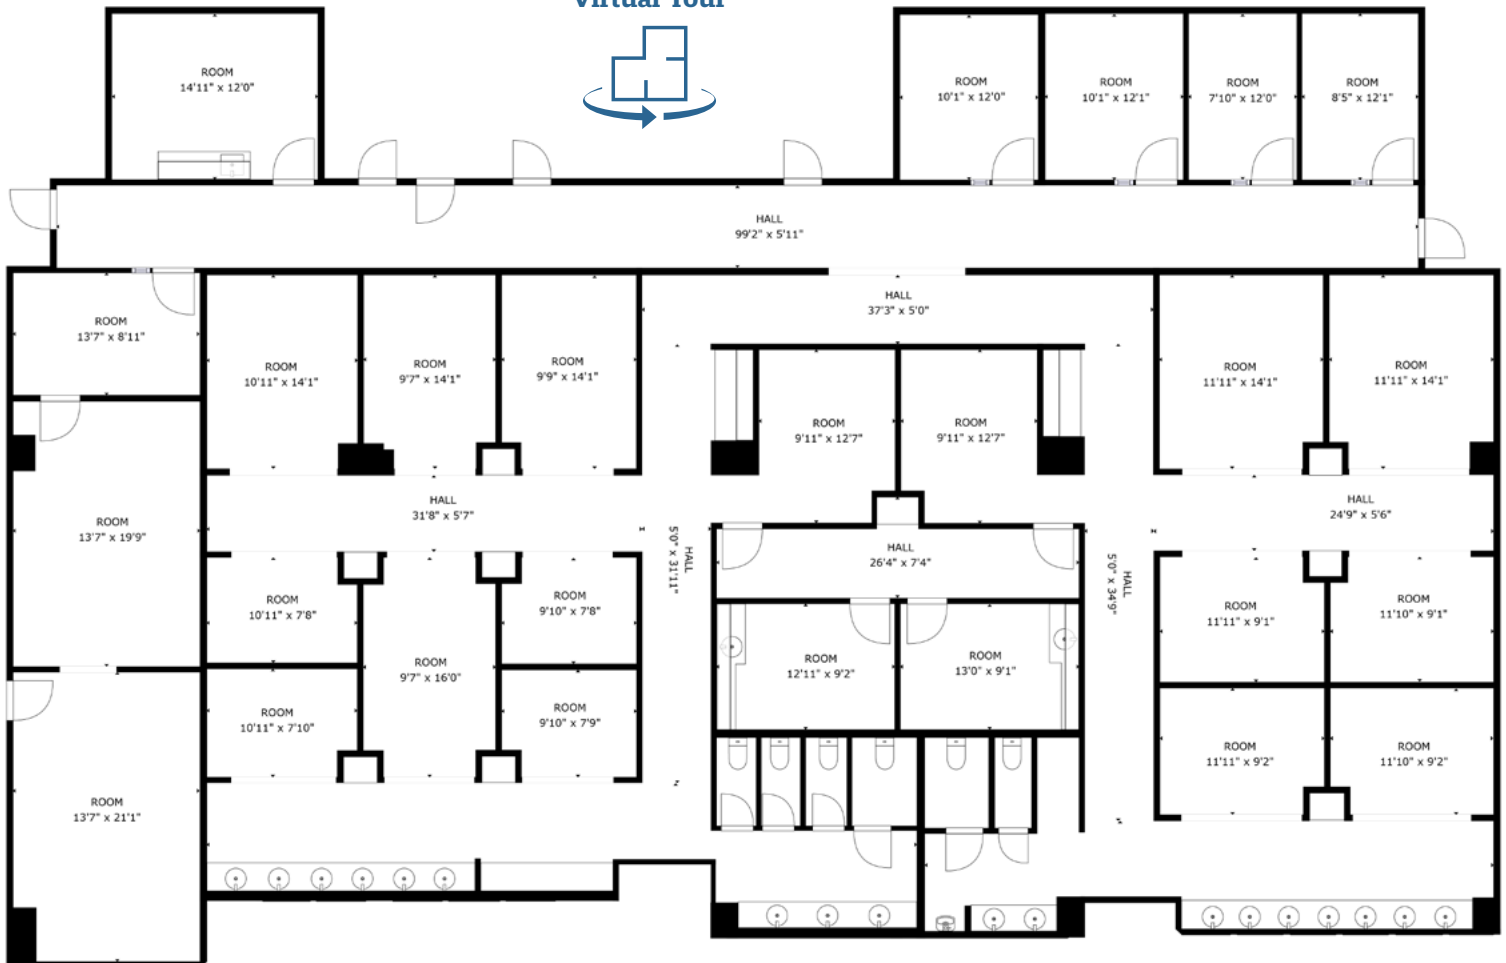 Virtual Tour
ROOM
14'11" x 12'0"
ROOM
10'1" x 12'0"
ROOM
10'1" x 12'1"
ROOM
7'10" x 12'0"
ROOM
8'5" x 12'1"
HALL
99'2" x 5'11"
HALL
37'3" x 5'0"
ROOM
13'7" x 8'11"
ROOM
10'11" x 14'1"
ROOM
9'7" x 14'1"
ROOM
9'9" x 14'1"
ROOM
11'11" x 14'1"
ROOM
11'11" x 14'1"
ROOM
9'11" x 12'7"
ROOM
9'11" x 12'7"
HALL
31'8" x 5'7"
HALL
24'9" x 5'6"
ROOM
13'7" x 19'9"
HALL
5'0" x 31'11"
HALL
26'4" x 7'4"
HALL
5'0" x 34'9"
ROOM
10'11" x 7'8"
ROOM
9'10" x 7'8"
ROOM
11'11" x 9'1"
ROOM
11'10" x 9'1"
ROOM
9'7" x 16'0"
ROOM
12'11" x 9'2"
ROOM
13'0" x 9'1"
ROOM
10'11" x 7'10"
ROOM
9'10" x 7'9"
ROOM
11'11" x 9'2"
ROOM
11'10" x 9'2"
ROOM
13'7" x 21'1"